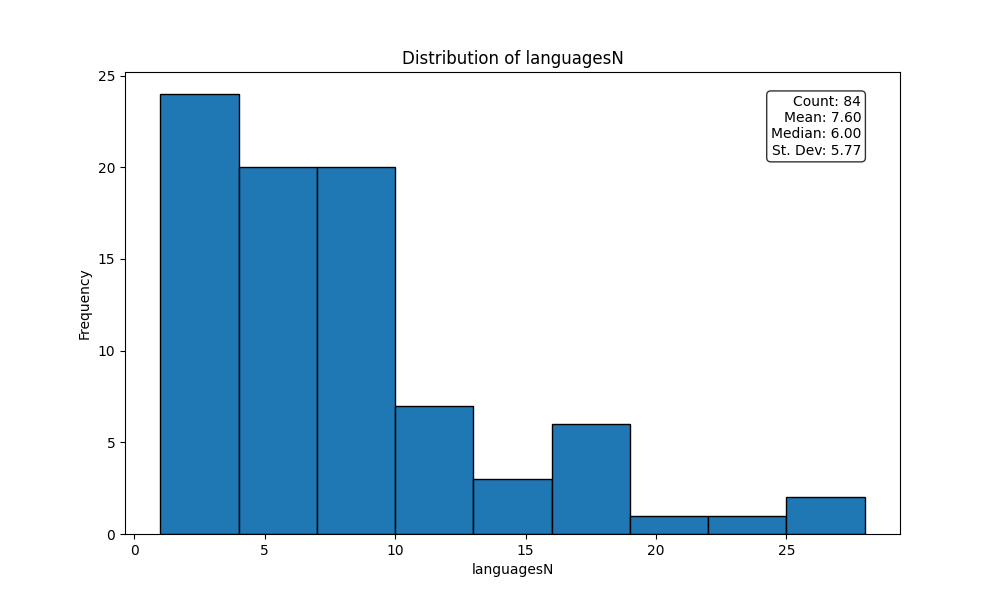 Distribution of languagesN
Count: 84
Mean: 7.60
Median: 6.00
St. Dev: 5.77
25
20
15
10
5
0
Frequency
0 5 10 15 20 25
languagesN